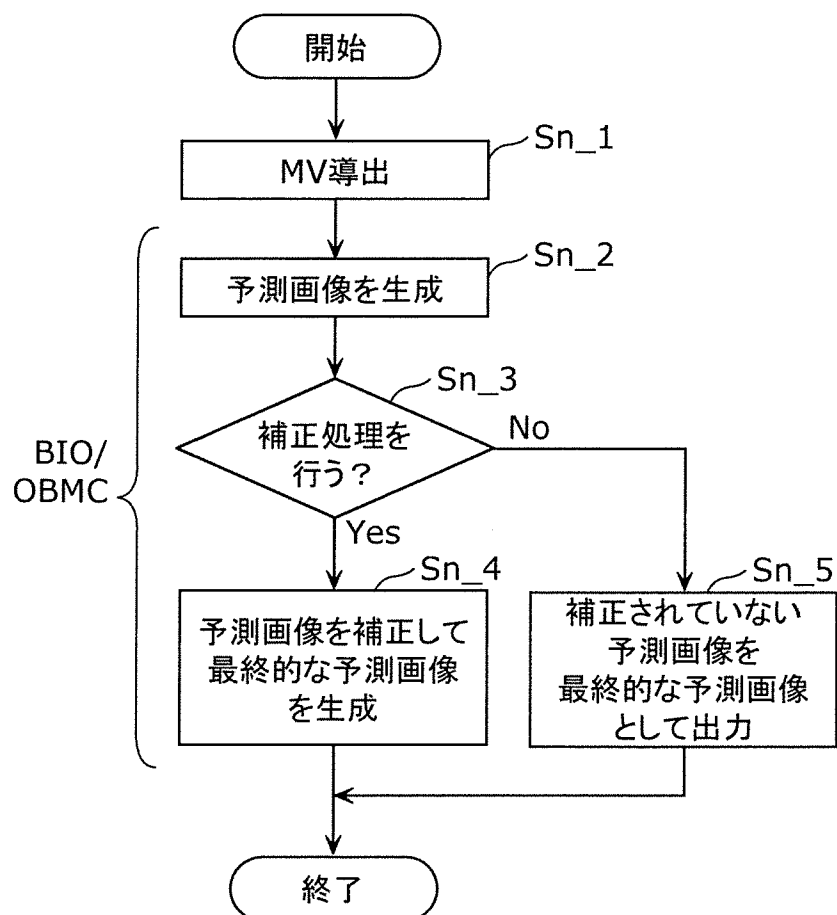 開始
Sn_1
MV導出
Sn_2
予測画像を生成
Sn_3
補正処理を
行う?
No
BIO/
OBMC
Yes
Sn_4
予測画像を補正して
最終的な予測画像
を生成
Sn_5
補正されていない
予測画像を
最終的な予測画像
として出力
終了